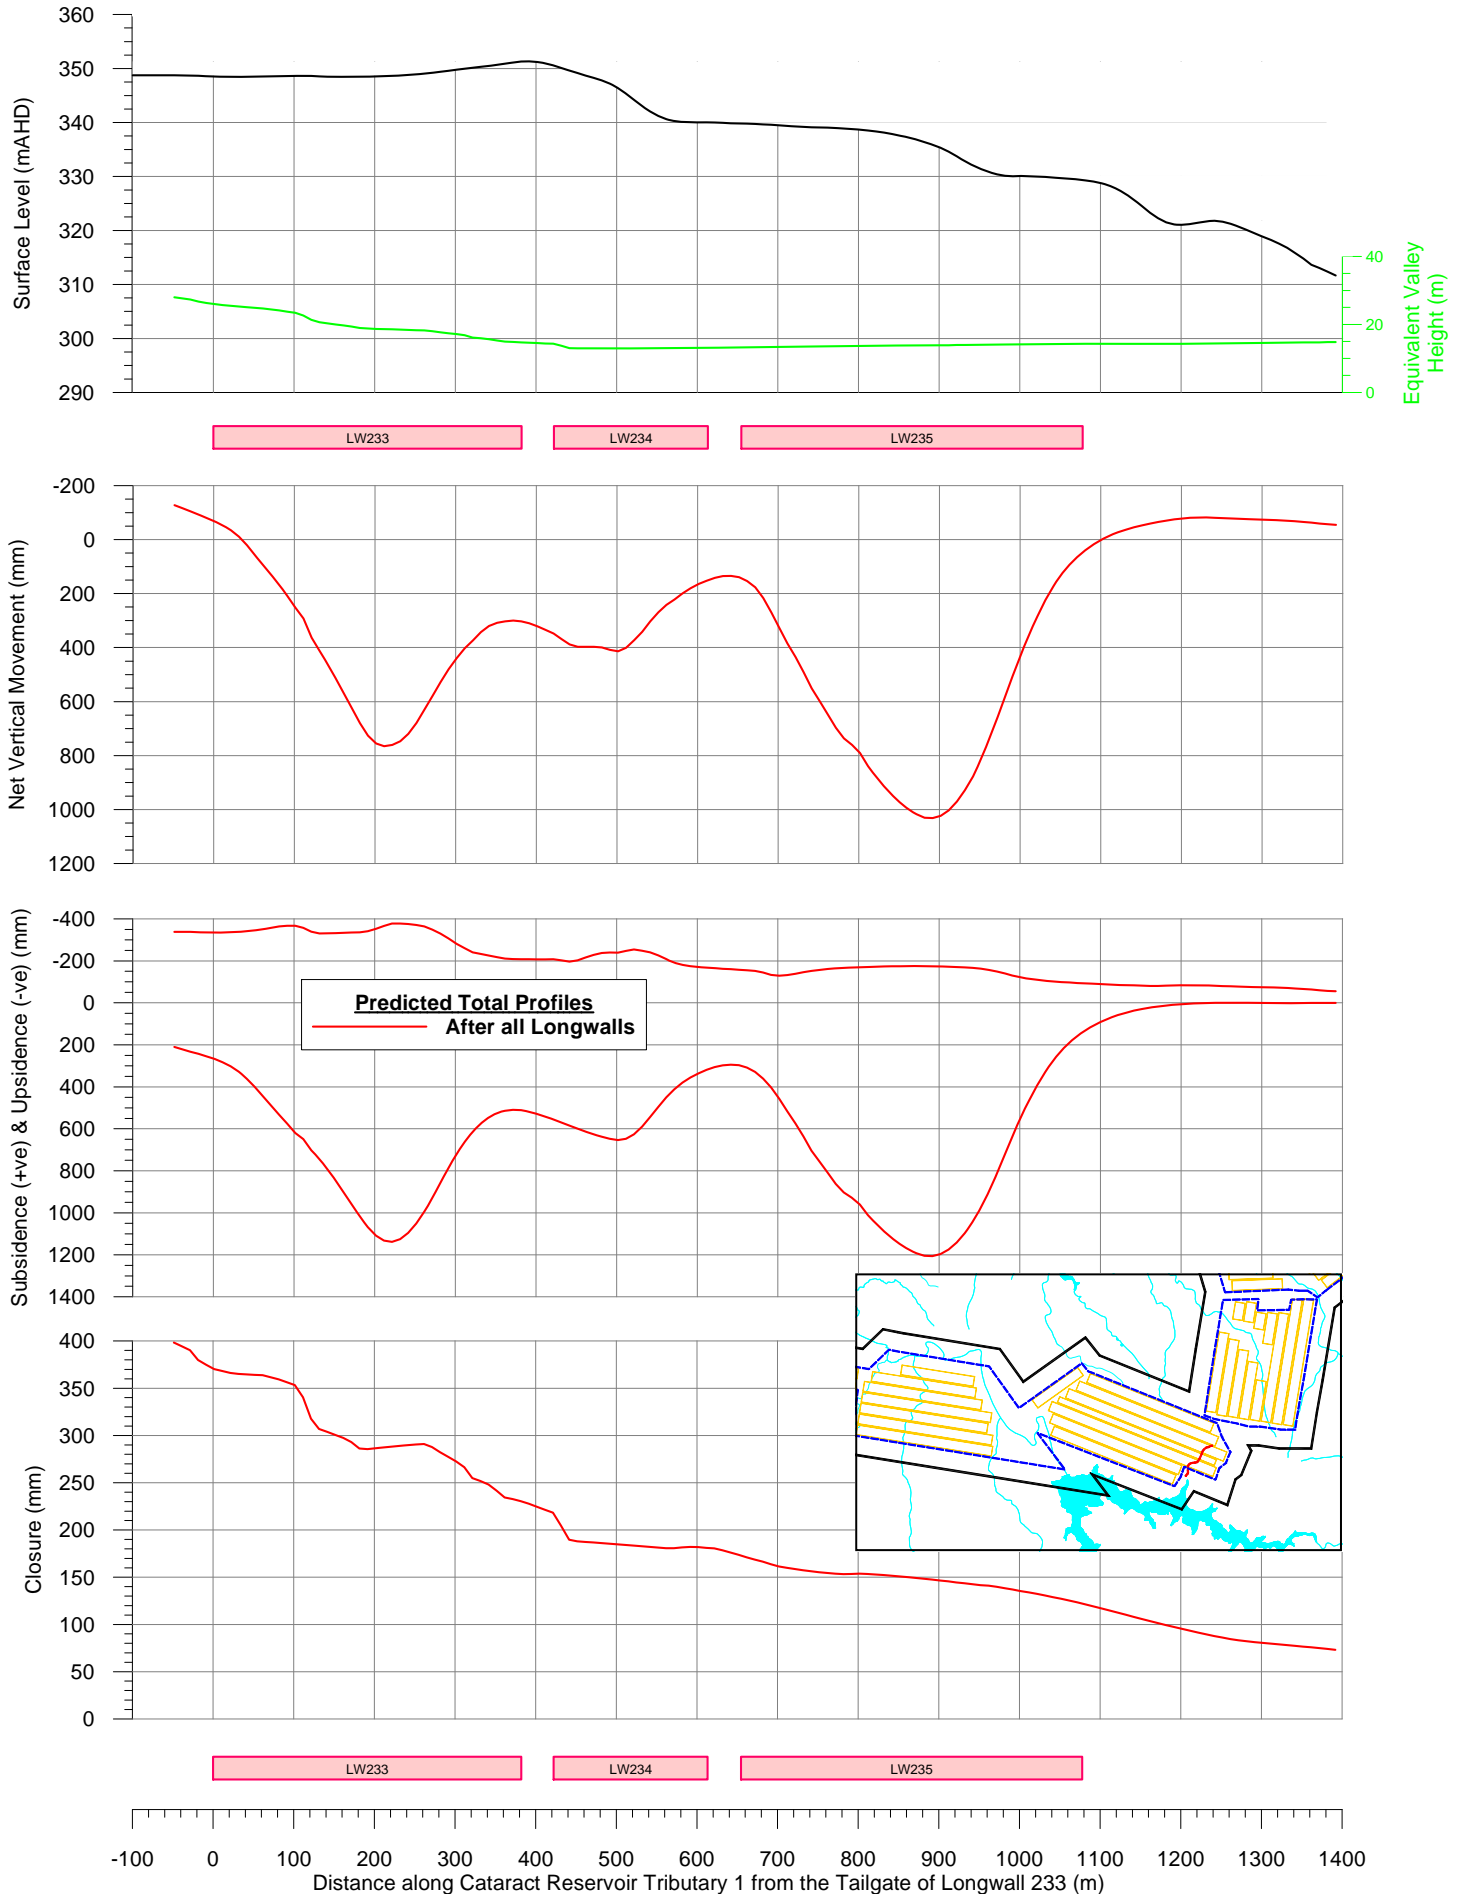 360
350
340
330
320
310
300
290
Surface Level (mAHD)
40
20
0
Equivalent Valley
Height (m)
LW233
LW234
LW235
-200
0
200
400
600
800
1000
1200
Net Vertical Movement (mm)
-400
-200
0
200
400
600
800
1000
1200
1400
Subsidence (+ve) & Upsidence (-ve) (mm)
Predicted Total Profiles
After all Longwalls
400
350
300
250
200
150
100
50
0
Closure (mm)
LW233
LW234
LW235
-100 0 100 200 300 400 500 600 700 800 900 1000 1100 1200 1300 1400
Distance along Cataract Reservoir Tributary 1 from the Tailgate of Longwall 233 (m)